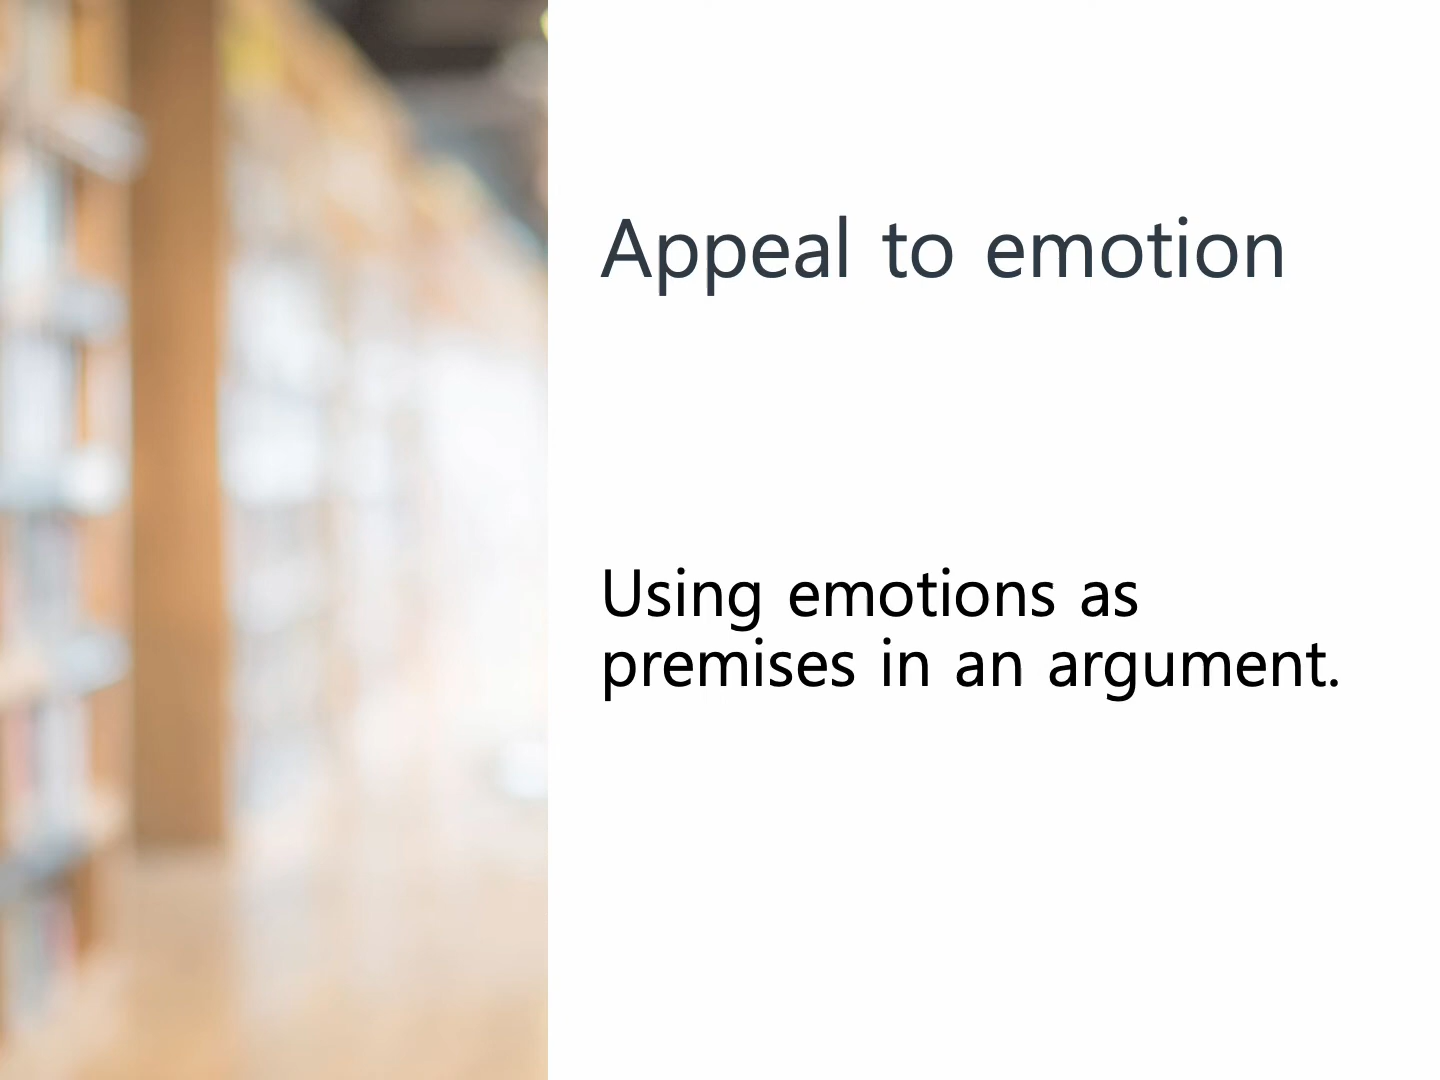 Appeal to emotion
Using emotions as
premises in an argument.